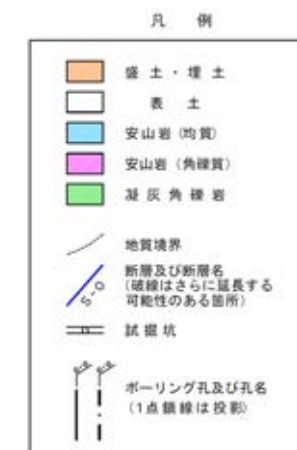 凡 例
盛 土 ・ 埋 土
表 土
安山岩 (均質)
安山岩 (角礫質)
凝 灰 角 礫 岩
地質境界
断層及び断層名
(破線はさらに延長する
可能性のある箇所)
S-O
試 掘 坑
ボーリング孔及び孔名
(1点鎖線は投影)